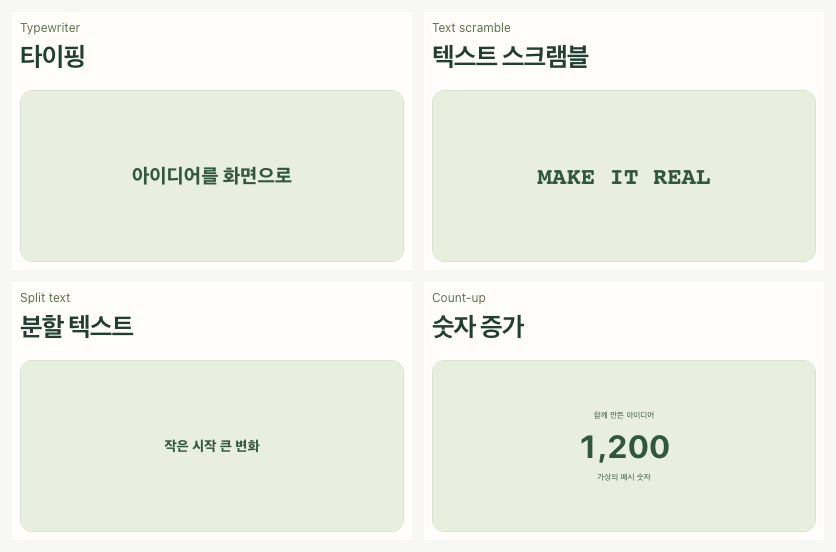 Typewriter
타이핑
아이디어를 화면으로
Text scramble
텍스트 스크램블
MAKE IT REAL
Split text
분할 텍스트
작은 시작 큰 변화
Count-up
숫자 증가
함께 만든 아이디어
1,200
가상의 예시 숫자